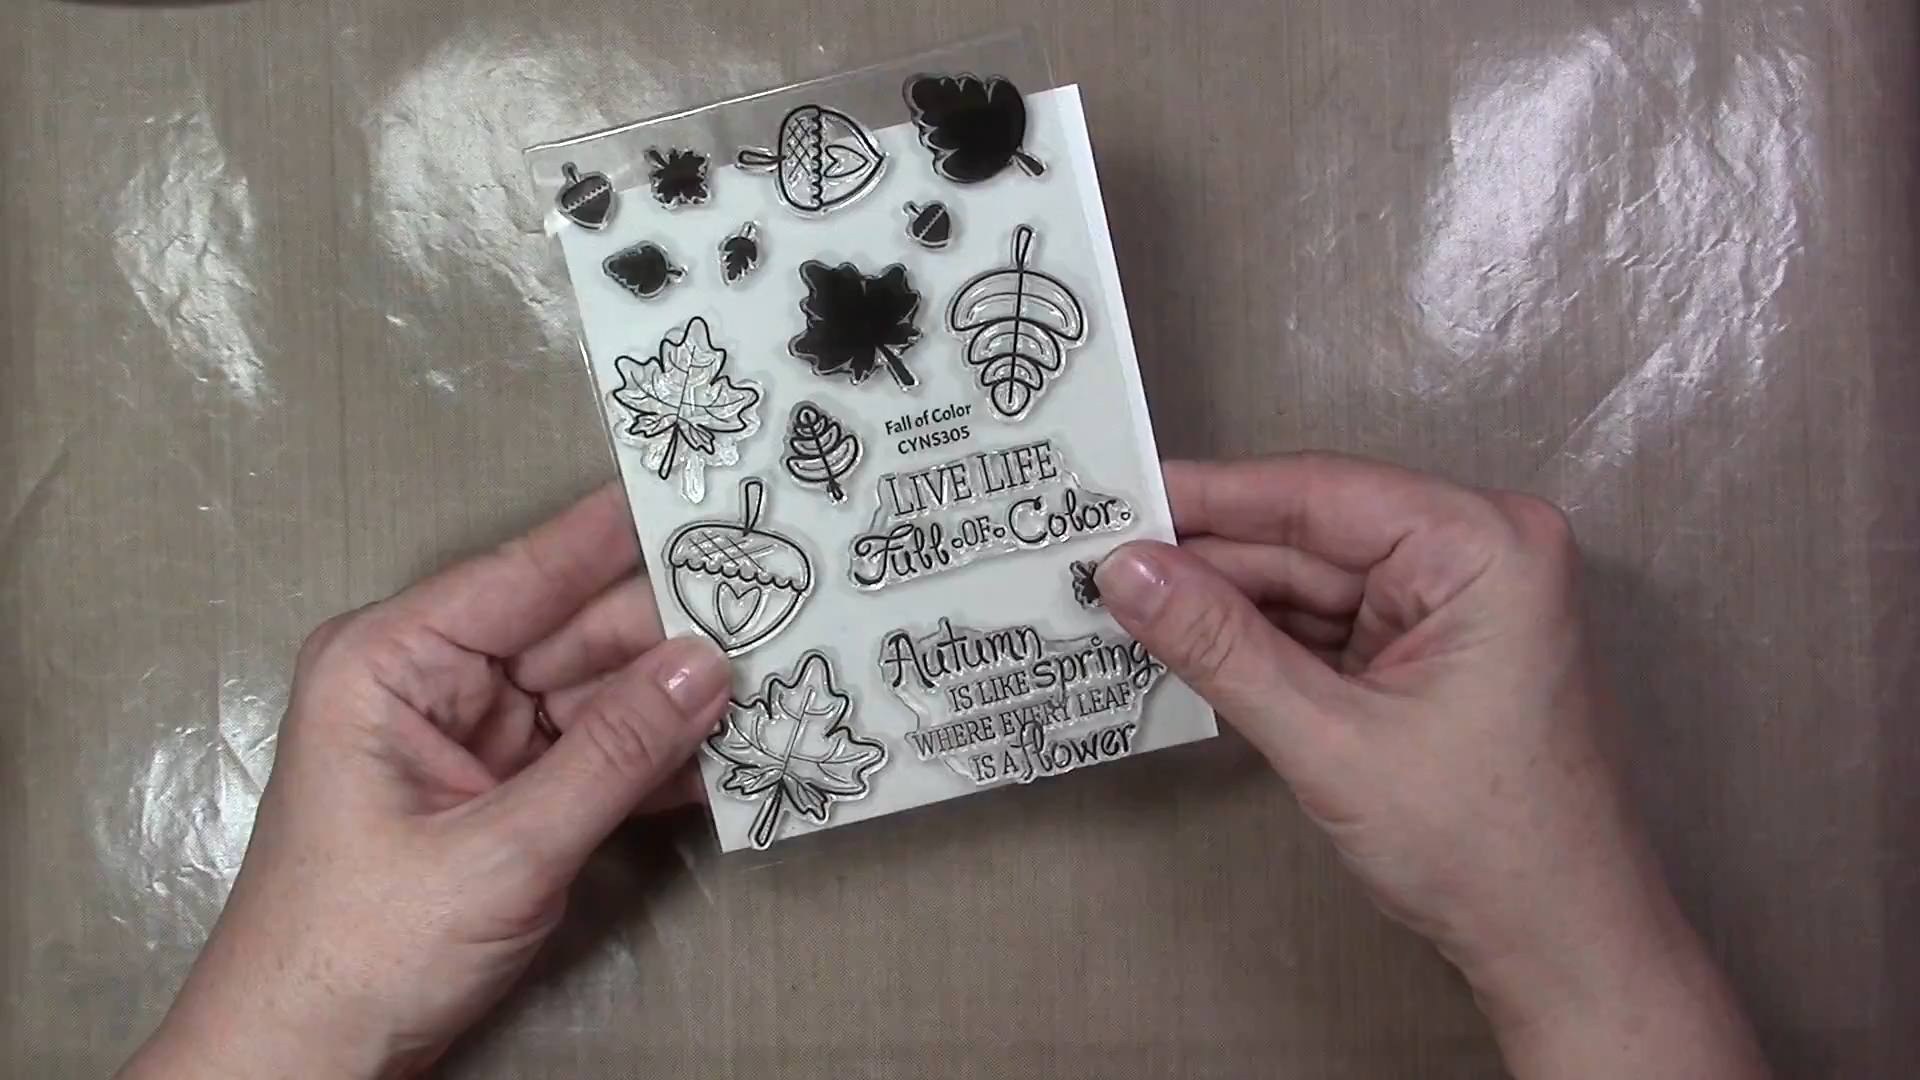 Fall of Color
CYNS305
LIVE LIFE
Full OF Color
Autumn
IS LIKE spring
WHERE EVERY LEAF
IS A flower